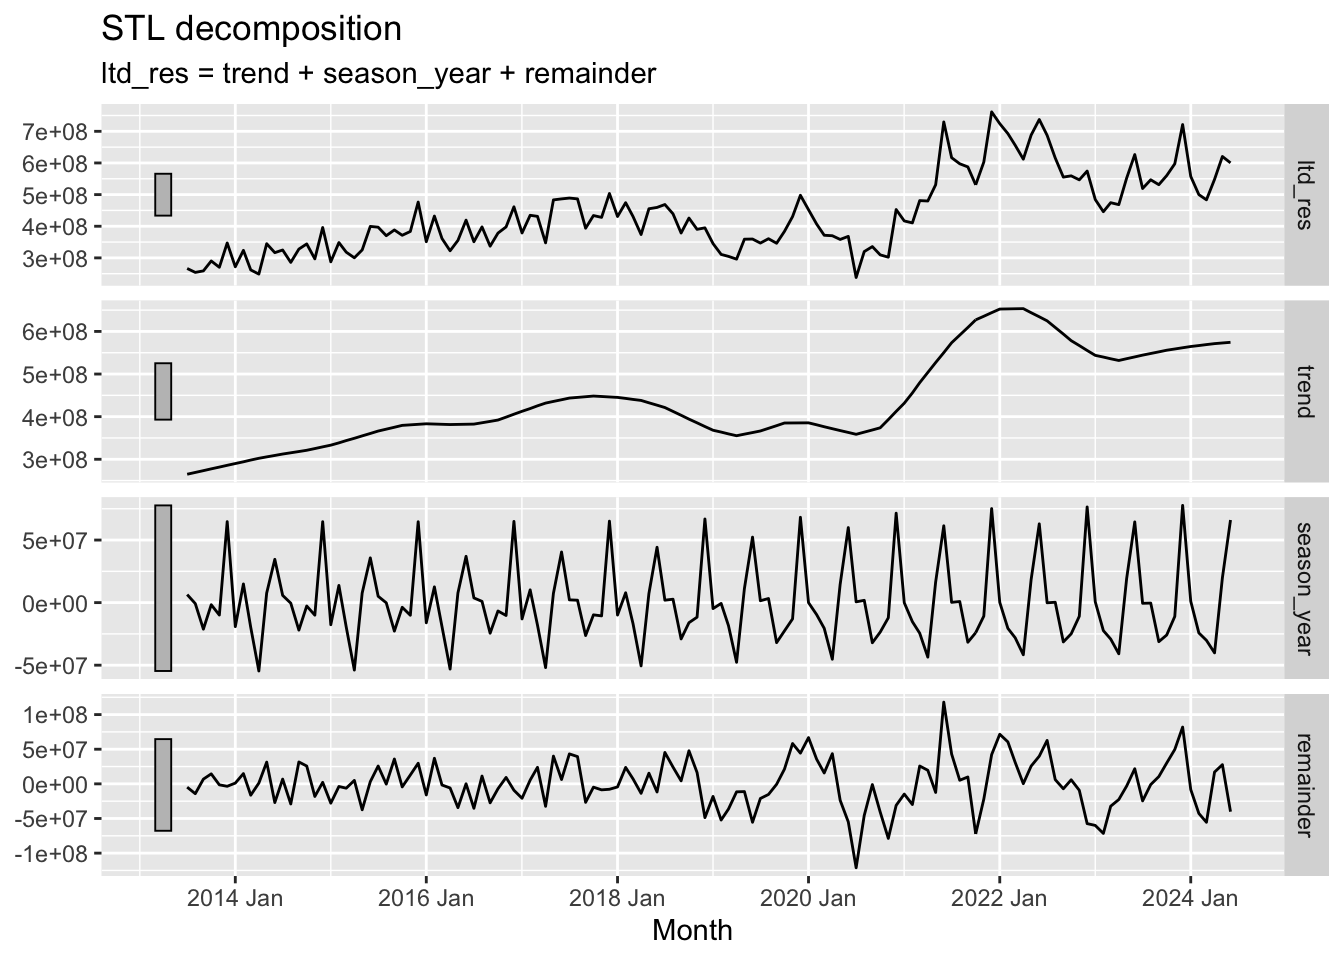 STL decomposition
ltd_res = trend + season_year + remainder
7e+08
6e+08
5e+08
4e+08
3e+08
ltd_res
6e+08
5e+08
4e+08
3e+08
trend
5e+07
0e+00
-5e+07
season_year
1e+08
5e+07
0e+00
-5e+07
-1e+08
remainder
2014 Jan
2016 Jan
2018 Jan
2020 Jan
2022 Jan
2024 Jan
Month